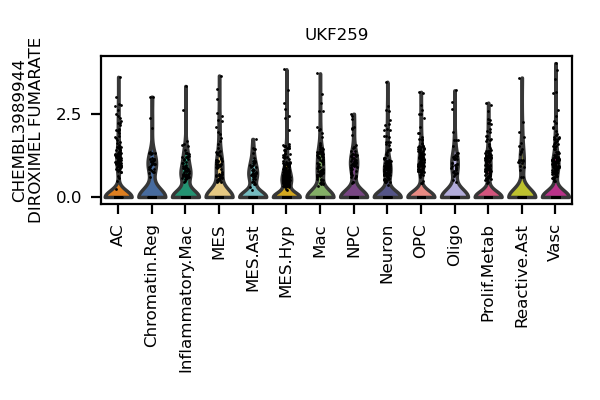 UKF259
CHEMBL3989944
DIROXIMEL FUMARATE
2.5
0.0
AC
Chromatin.Reg
Inflammatory.Mac
MES
MES.Ast
MES.Hyp
Mac
NPC
Neuron
OPC
Oligo
Prolif.Metab
Reactive.Ast
Vasc